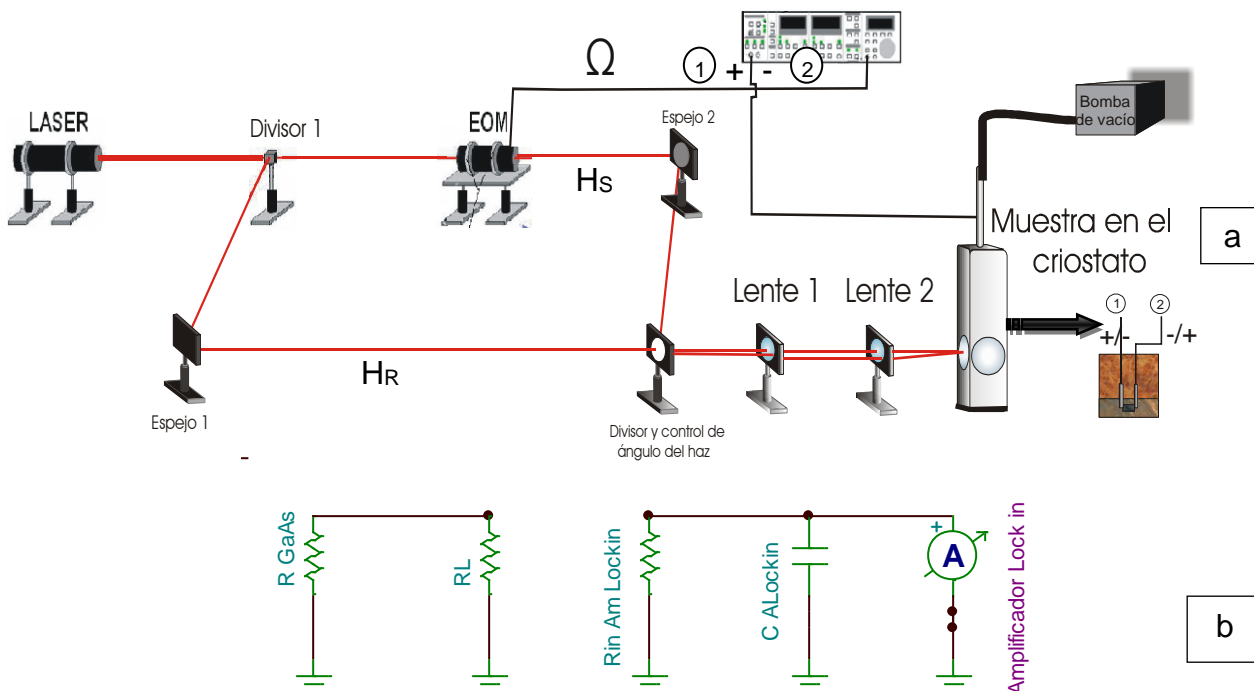 Ω
1 + - 2
LASER
Divisor 1
EOM
Espejo 2
Bomba
de vacío
HS
Muestra en el
criostato
a
Lente 1
Lente 2
1
2
+/-
-/+
HR
Espejo 1
Divisor y control de
ángulo del haz
-
R GaAs
RL
Rin Am Lockin
C ALockin
+
A
Amplificador Lock in
b